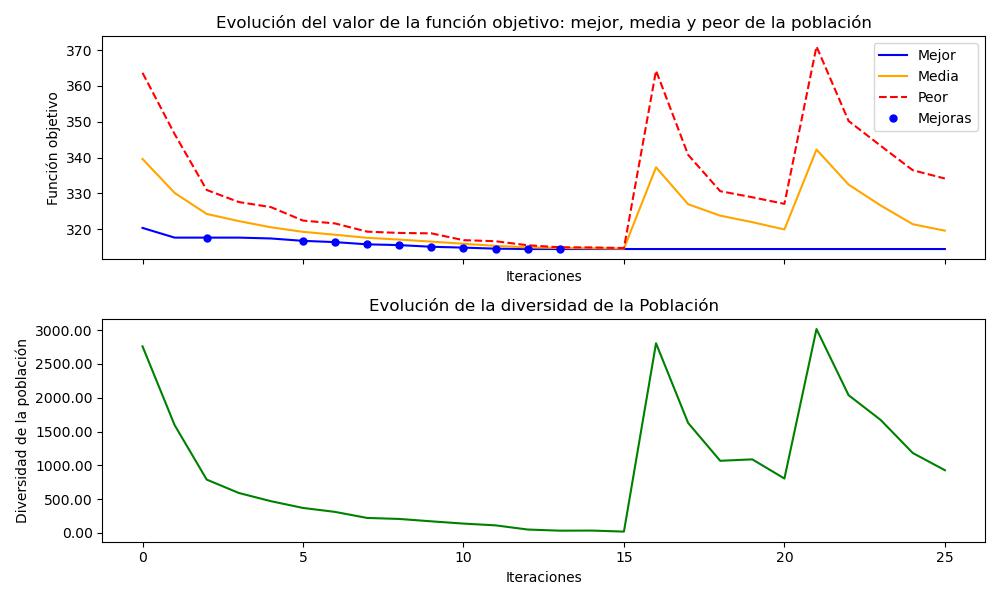 Evolución del valor de la función objetivo: mejor, media y peor de la población
Función objetivo
370
360
350
340
330
320
Mejor
Media
Peor
Mejoras
Iteraciones
Evolución de la diversidad de la Población
Diversidad de la población
3000.00
2500.00
2000.00
1500.00
1000.00
500.00
0.00
0 5 10 15 20 25
Iteraciones